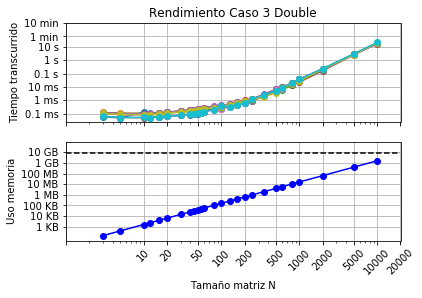 Rendimiento Caso 3 Double
Tiempo transcurrido
10 min
1 min
10 s
1 s
0.1 s
10 ms
1 ms
0.1 ms
Uso memoria
10 GB
1 GB
100 MB
10 MB
1 MB
100 KB
10 KB
1 KB
10
20
50
100
200
500
1000
2000
5000
10000
20000
Tamaño matriz N